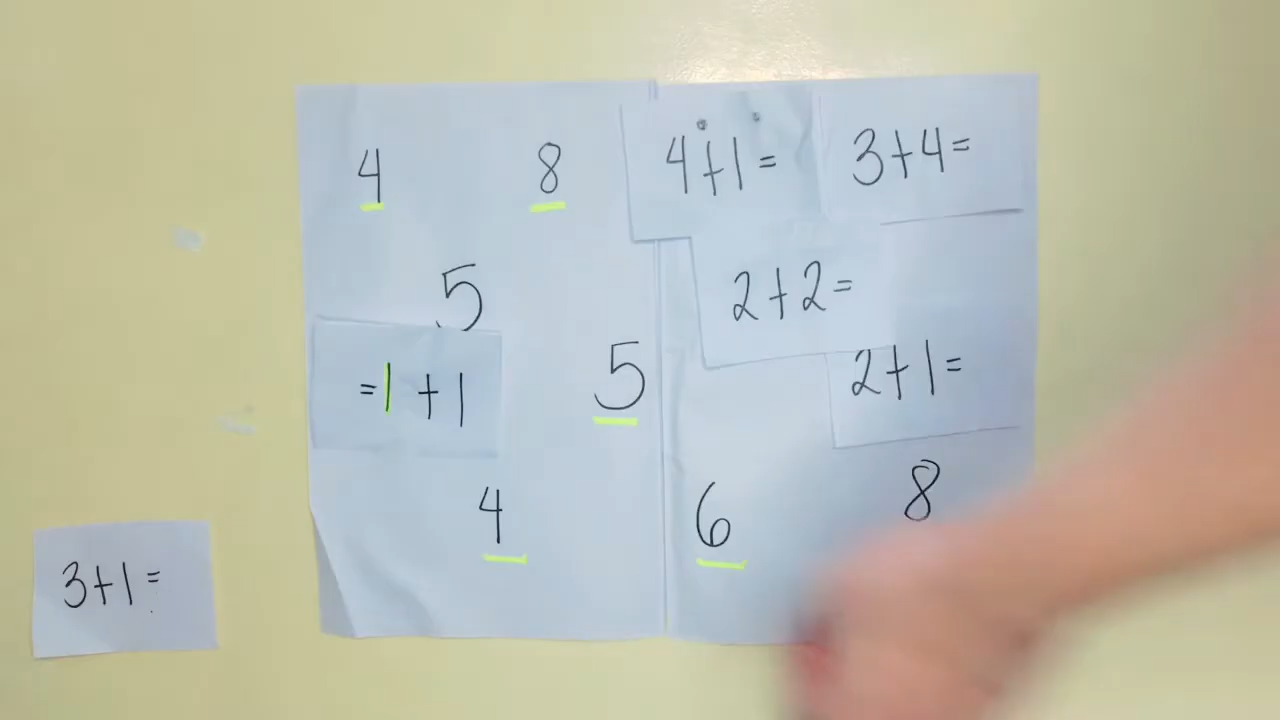 4 8 4+1= 3+4=
5 2+2=
=1+1 5 2+1=
4 6 8
3+1=